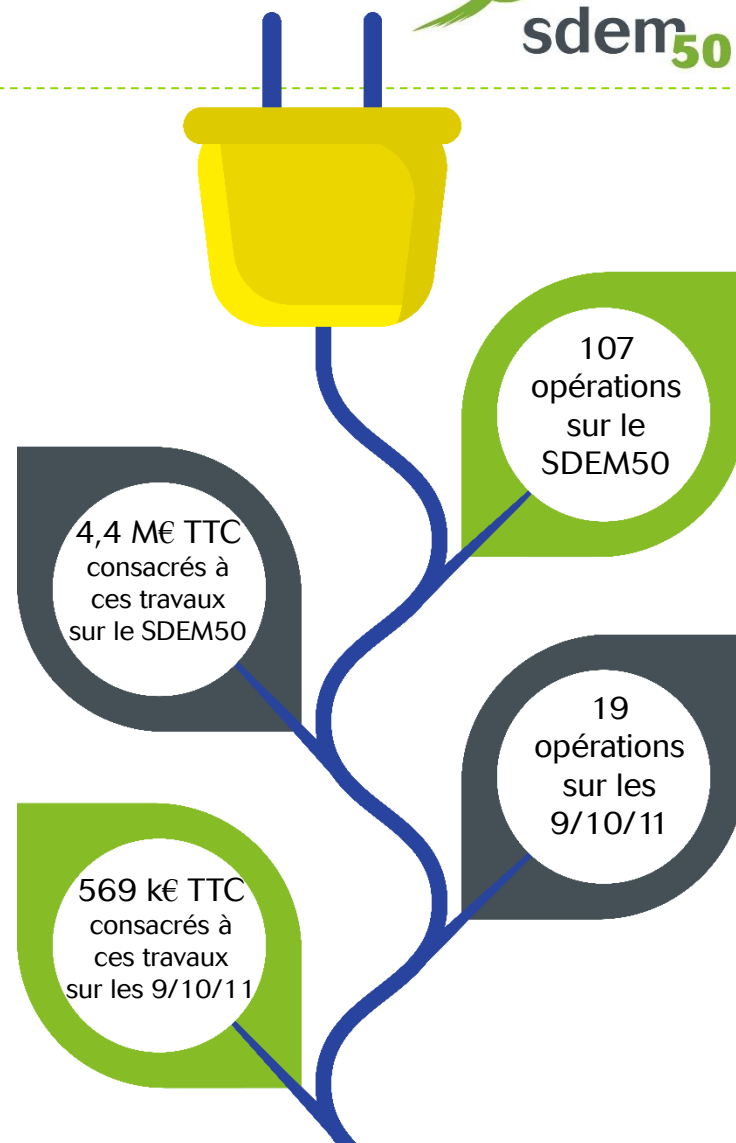 sdem50
107
opérations
sur le
SDEM50
4,4 M€ TTC
consacrés à
ces travaux
sur le SDEM50
19
opérations
sur les
9/10/11
569 k€ TTC
consacrés à
ces travaux
sur les 9/10/11